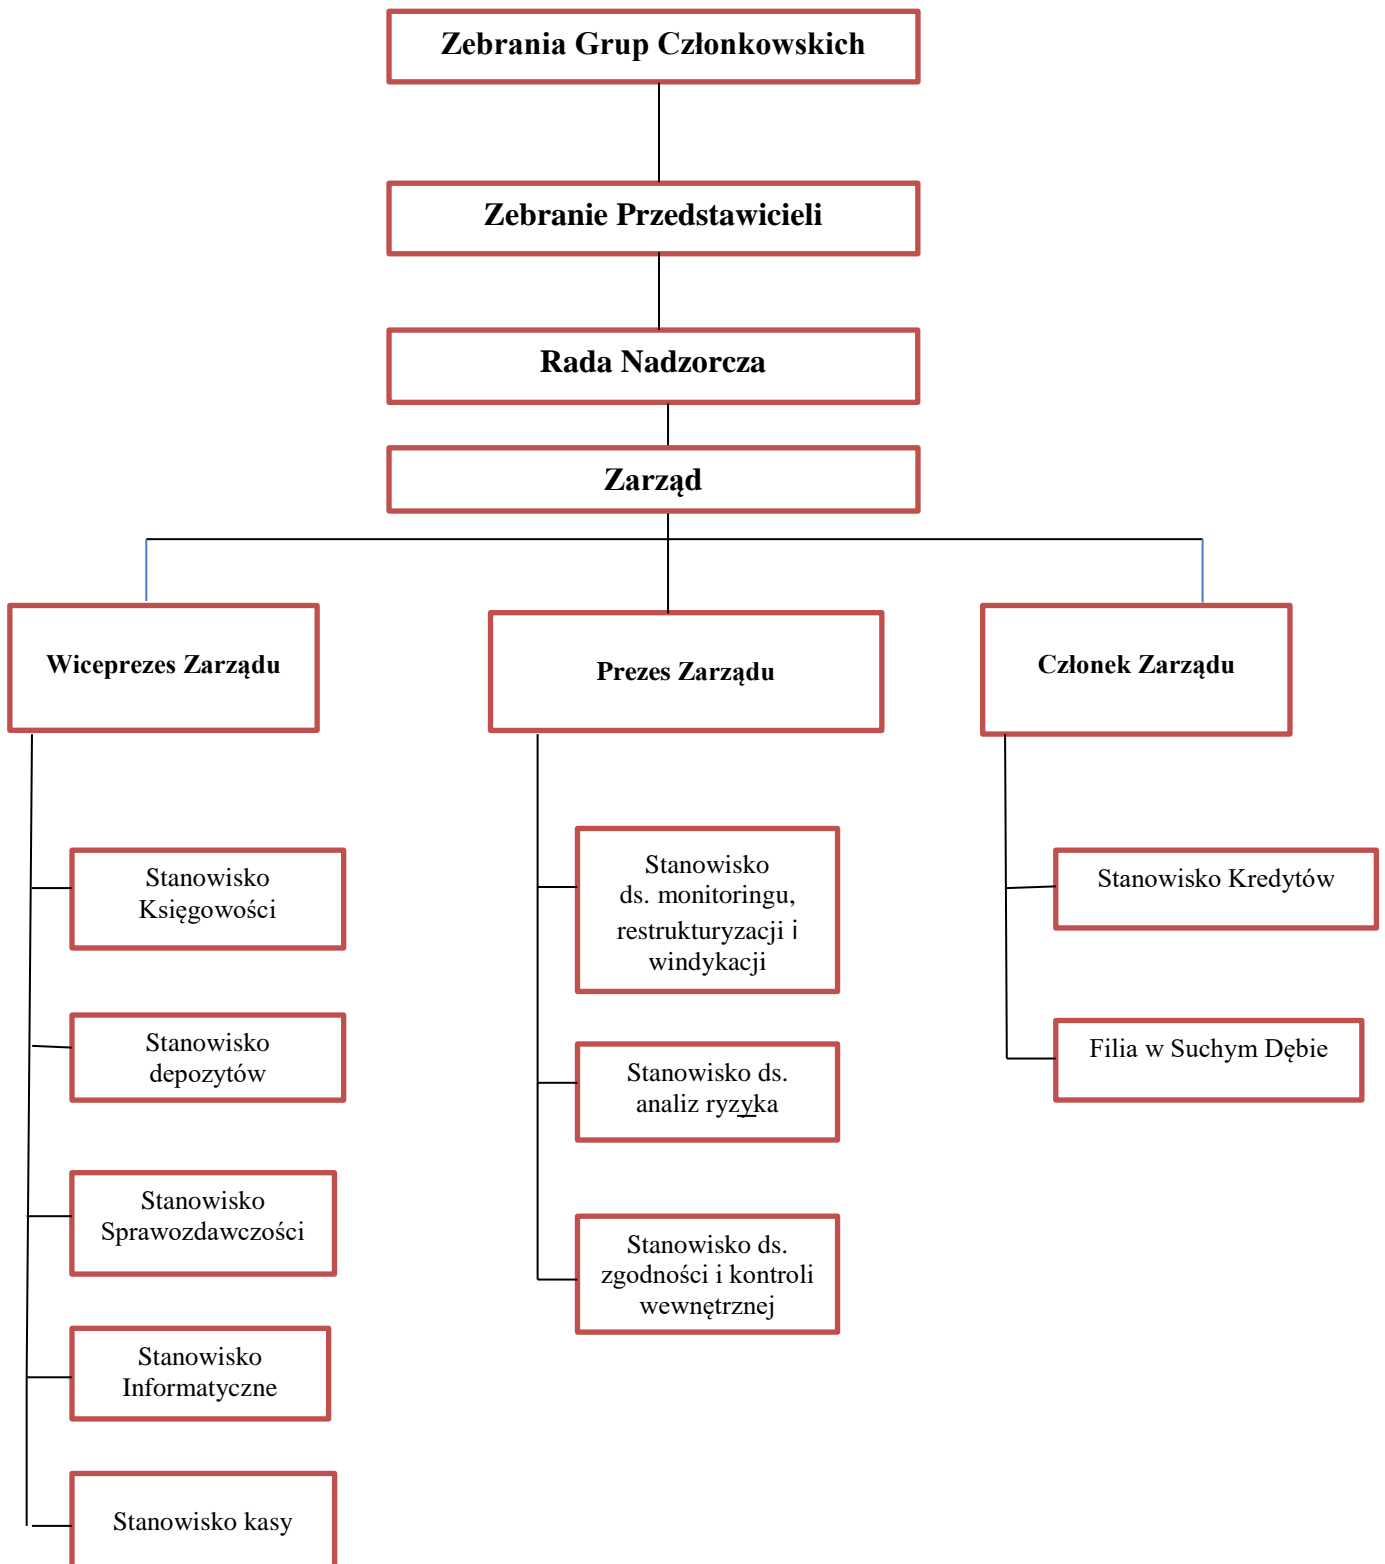 Zebrania Grup Członkowskich
Zebranie Przedstawicieli
Rada Nadzorcza
Zarząd
Wiceprezes Zarządu
Prezes Zarządu
Członek Zarządu
Stanowisko
Księgowości
Stanowisko
depozytów
Stanowisko
Sprawozdawczości
Stanowisko
Informatyczne
Stanowisko kasy
Stanowisko
ds. monitoringu,
restrukturyzacji i
windykacji
Stanowisko ds.
analiz ryzyka
Stanowisko ds.
zgodności i kontroli
wewnętrznej
Stanowisko Kredytów
Filia w Suchym Dębie